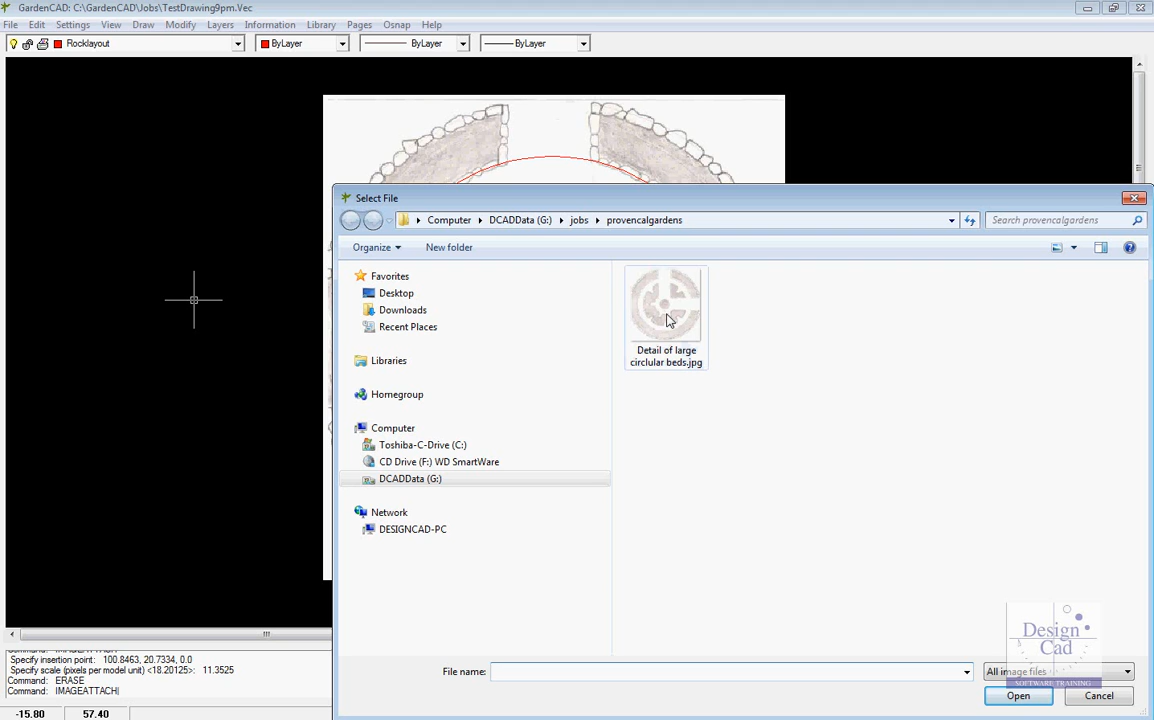 GardenCAD: C:\GardenCAD\Jobs\TestDrawing9pm.Vec
File Edit Settings View Draw Modify Layers Information Library Pages Osnap Help
Rocklayout ByLayer ByLayer ByLayer
Select File
Computer DCADData (G:) jobs provencalgardens Search provencalgardens
Organize New folder
Favorites
Desktop
Downloads
Recent Places
Libraries
Homegroup
Computer
Toshiba-C-Drive (C:)
CD Drive (F:) WD SmartWare
DCADData (G:)
Network
DESIGNCAD-PC
Detail of large
circlular beds.jpg
Specify insertion point: 100.8463, 20.7334, 0.0
Specify scale (pixels per model unit) <18.20125>: 11.3525
Command: ERASE
Command: IMAGEATTACH
File name: All image files
Open Cancel
Design
Cad
SOFTWARE TRAINING
-15.80 57.40